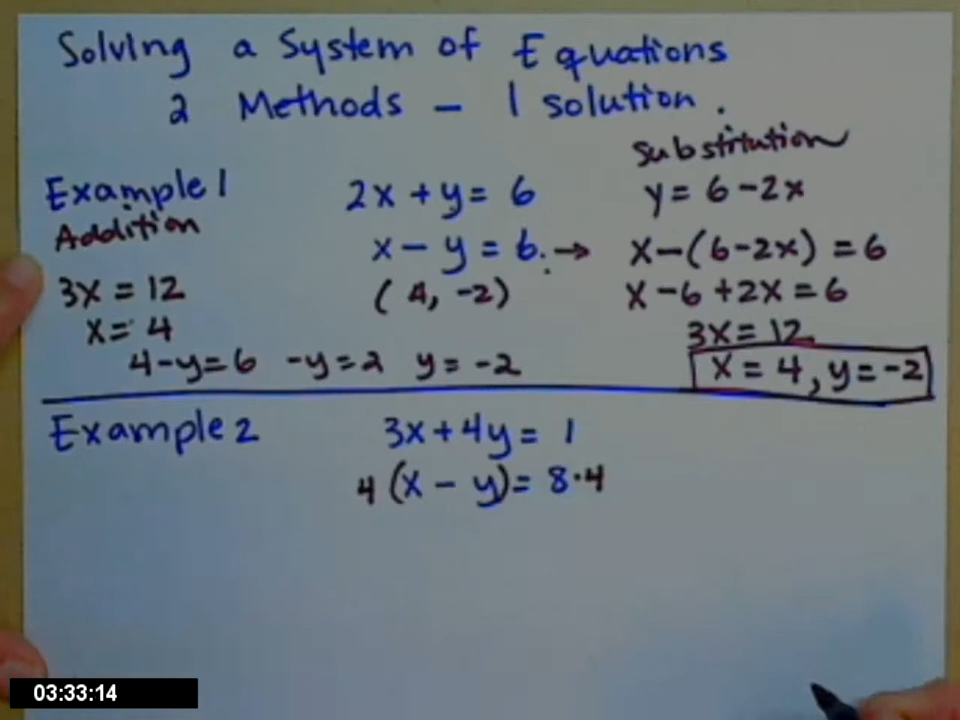 Solving a System of Equations
2 Methods - 1 solution.
Substitution
Example 1
Addition
2x + y = 6
y = 6 - 2x
x - y = 6. → x - (6 - 2x) = 6
3x = 12
(4, -2)
x - 6 + 2x = 6
x = 4
3x = 12
4 - y = 6 -y = 2 y = -2
x = 4, y = -2
Example 2
3x + 4y = 1
4(x - y) = 8·4
03:33:14